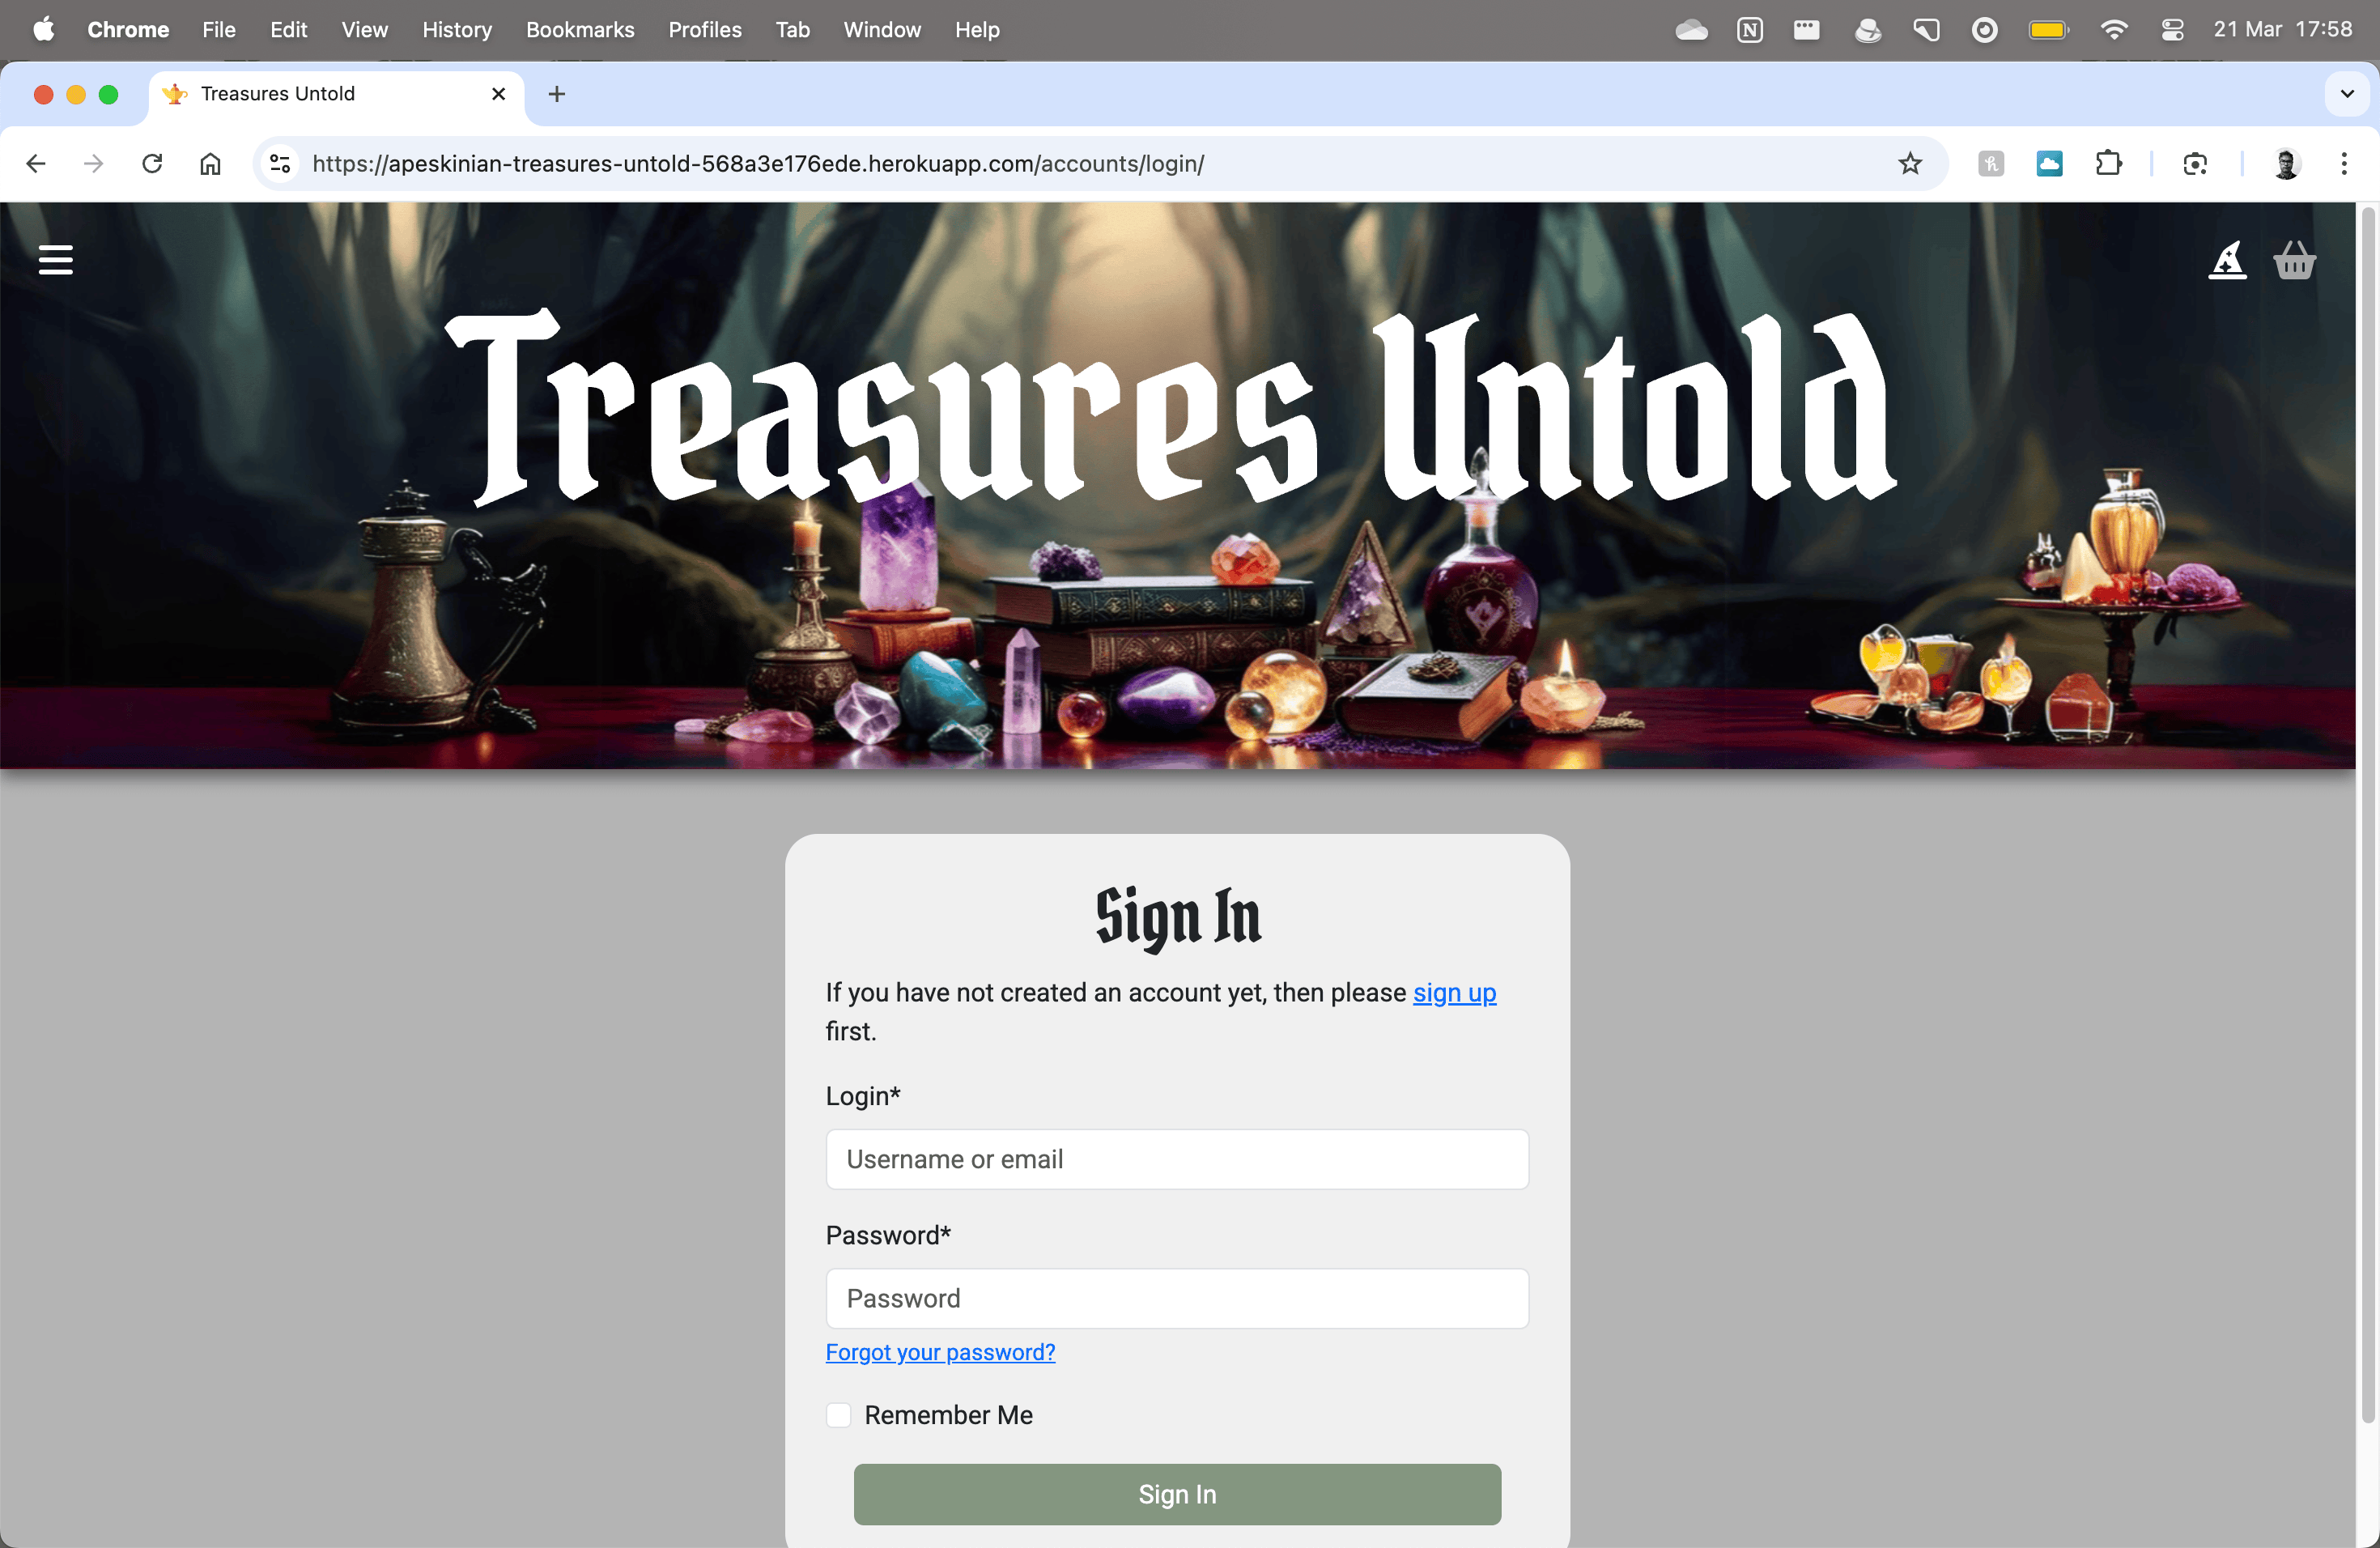 Chrome File Edit View History Bookmarks Profiles Tab Window Help 21 Mar 17:58
Treasures Untold
https://apeskinian-treasures-untold-568a3e176ede.herokuapp.com/accounts/login/
Treasures Untold
Sign In
If you have not created an account yet, then please sign up
first.
Login*
Username or email
Password*
Password
Forgot your password?
Remember Me
Sign In